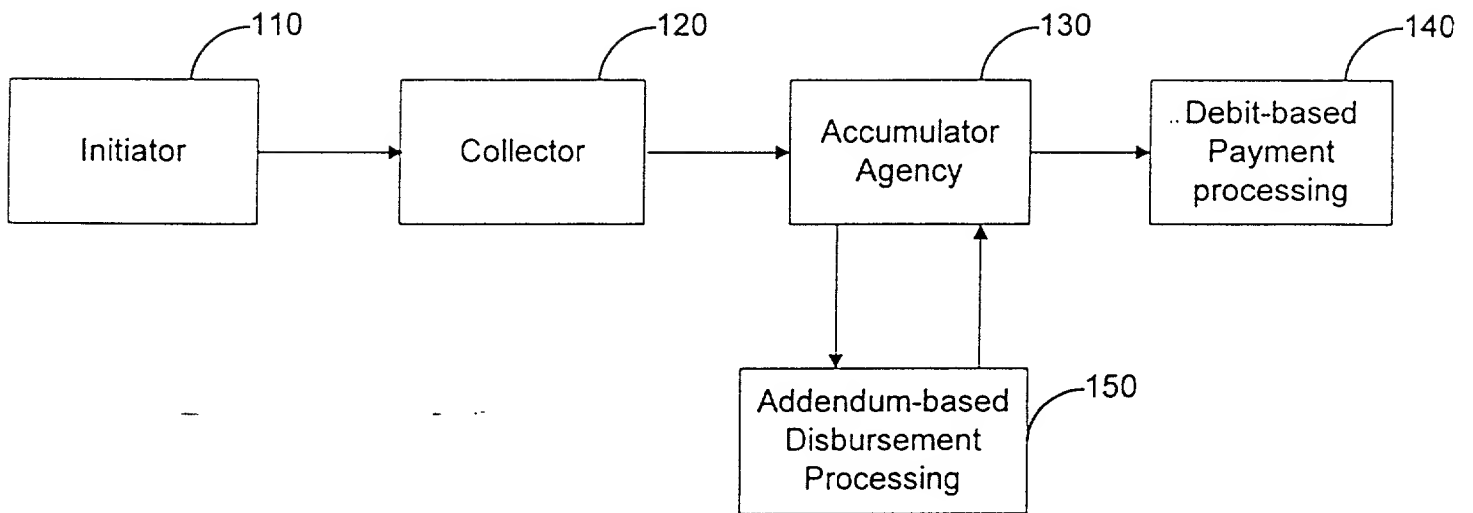 110
120
130
140
Initiator
Collector
Accumulator
Agency
Debit-based
Payment
processing
150
Addendum-based
Disbursement
Processing